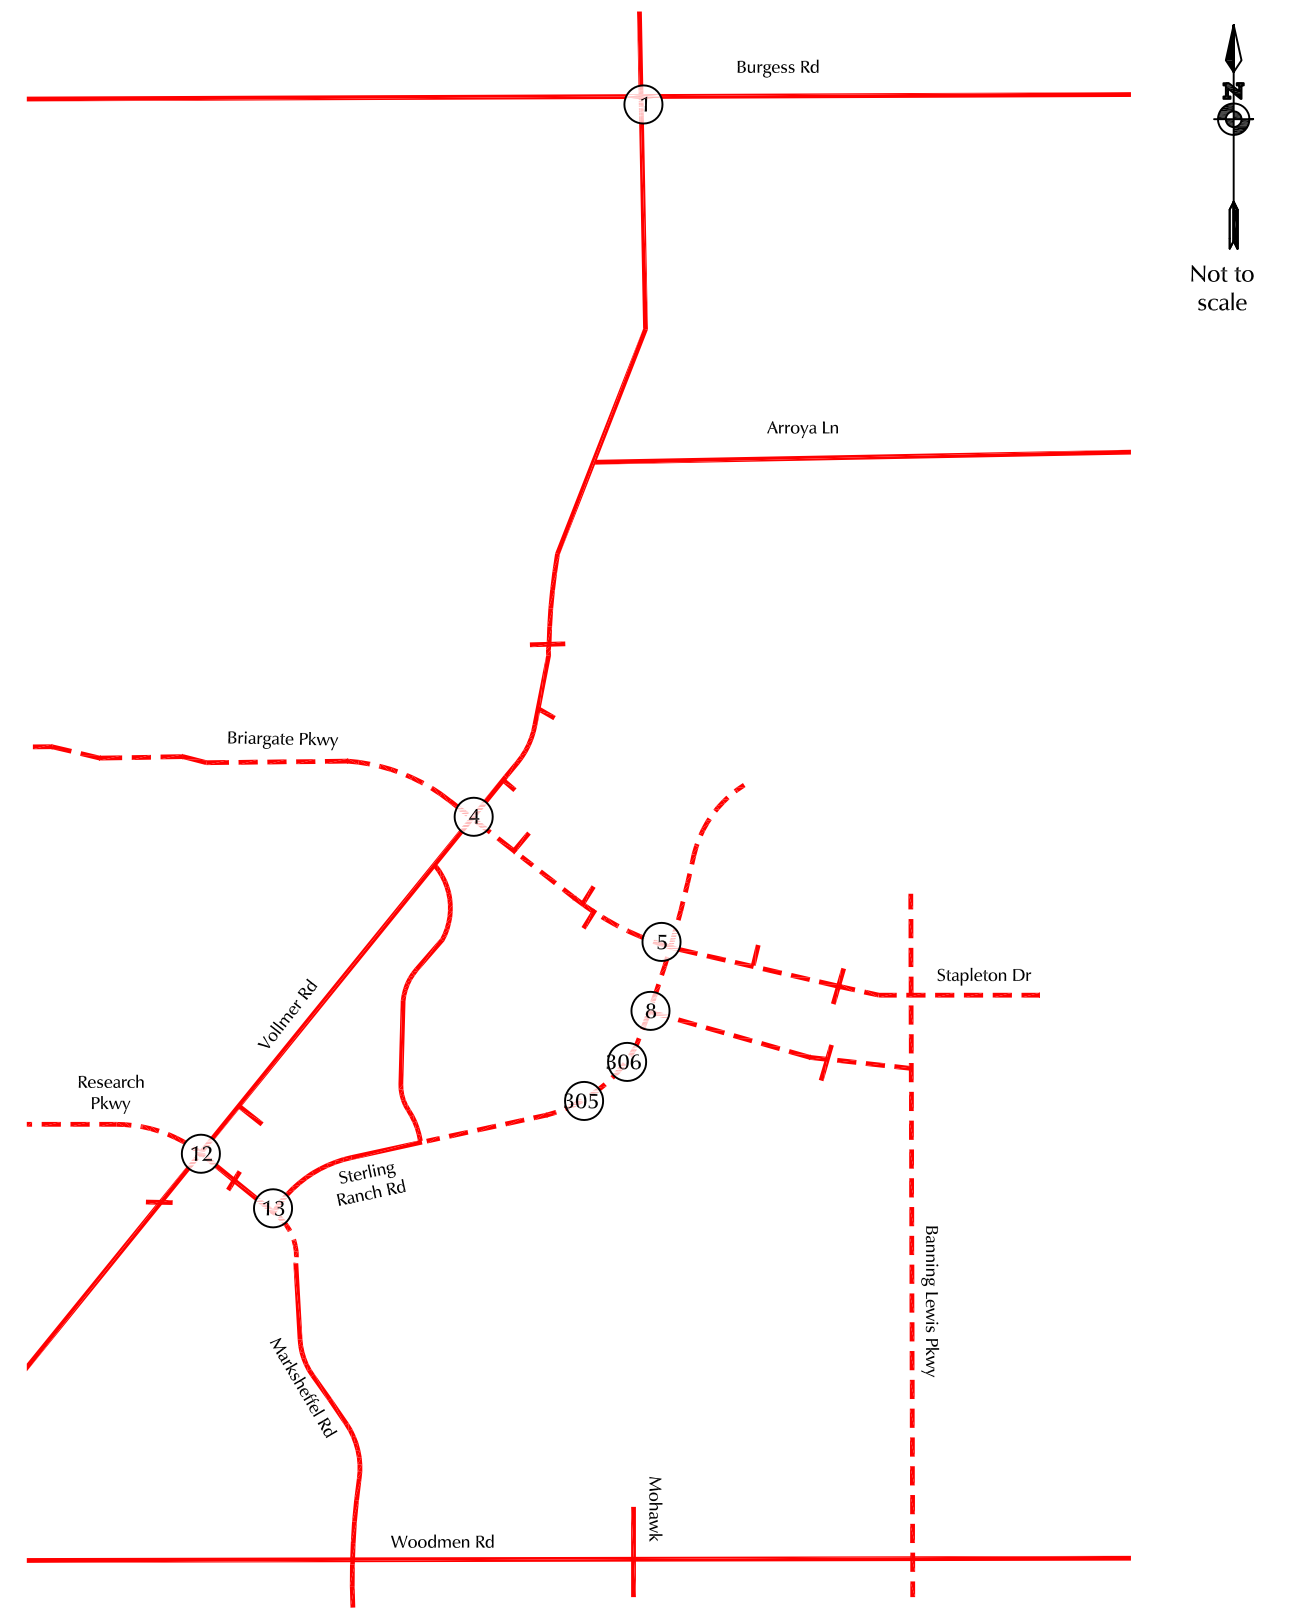 Burgess Rd
1
N
Not to
scale
Arroya Ln
Briargate Pkwy
4
5
Stapleton Dr
Vollmer Rd
8
306
Research
Pkwy
305
12
Sterling
Ranch Rd
13
Banning Lewis Pkwy
Marksheffel Rd
Mohawk
Woodmen Rd